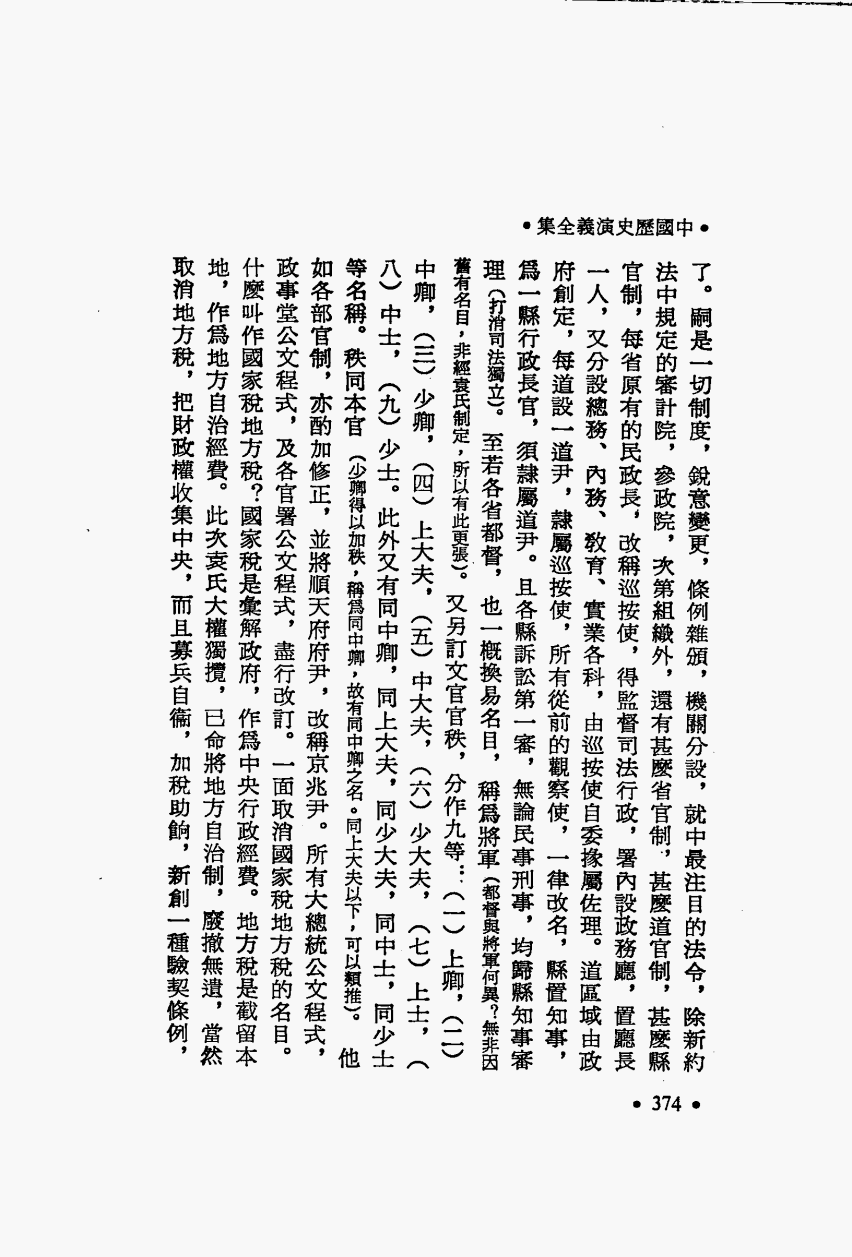 •中國歷史演義全集•
了。嗣是一切制度，銳意變更，條例雜頒，機關分設，就中最注目的法令，除新約
法中規定的審計院，參政院，次第組織外，還有甚麼省官制，甚麼道官制，甚麼縣
官制，每省原有的民政長，改稱巡按使，得監督司法行政，署內設政務廳，置廳長
一人，又分設總務、內務、教育、實業各科，由巡按使自委掾屬佐理。道區域由政
府創定，每道設一道尹，隸屬巡按使，所有從前的觀察使，一律改名，縣置知事，
爲一縣行政長官，須隸屬道尹。且各縣訴訟第一審，無論民事刑事，均歸縣知事審
理（打消司法獨立）。至若各省都督，也一概換易名目，稱爲將軍（都督與將軍何異？無非因
舊有名目，非經袁氏制定，所以有此更張）。又另訂文官官秩，分作九等：（一）上卿，（二）
中卿，（三）少卿，（四）上大夫，（五）中大夫，（六）少大夫，（七）上士，（
八）中士，（九）少士。此外又有同中卿，同上大夫，同少大夫，同中士，同少士
等名稱。秩同本官（少卿得以加秩，稱爲同中卿，故有同中卿之名。同上大夫以下，可以類推）。他
如各部官制，亦酌加修正，並將順天府府尹，改稱京兆尹。所有大總統公文程式，
政事堂公文程式，及各官署公文程式，盡行改訂。一面取消國家稅地方稅的名目。
什麼叫作國家稅地方稅？國家稅是彙解政府，作爲中央行政經費。地方稅是截留本
地，作爲地方自治經費。此次袁氏大權獨攬，已命將地方自治制，廢撤無遺，當然
取消地方稅，把財政權收集中央，而且募兵自衞，加稅助餉，新創一種驗契條例，
•374•